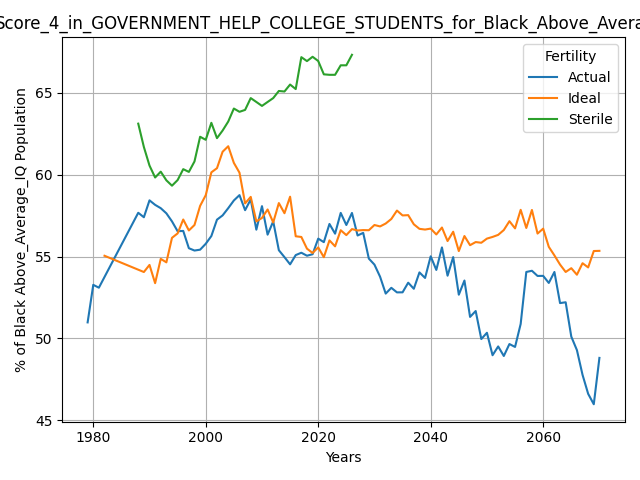 Score_4_in_GOVERNMENT_HELP_COLLEGE_STUDENTS_for_Black_Above_Avera
% of Black Above_Average_IQ Population
65
60
55
50
45
Fertility
Actual
Ideal
Sterile
1980
2000
2020
2040
2060
Years